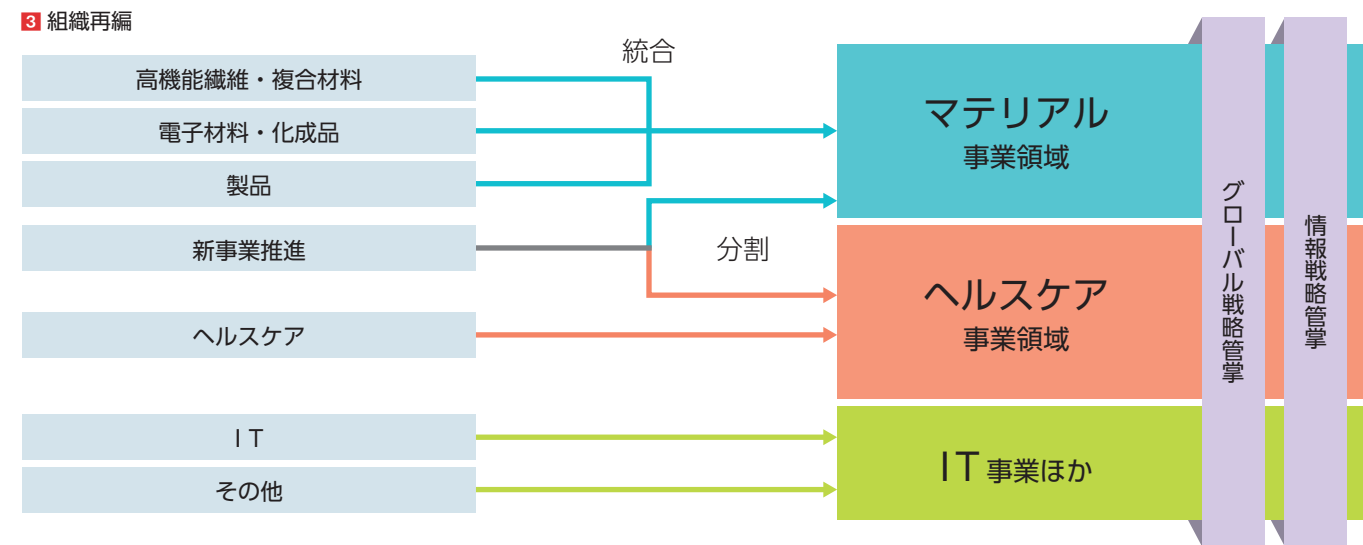 3 組織再編
統合
高機能繊維・複合材料
電子材料・化成品
製品
新事業推進
分割
ヘルスケア
IT
その他
マテリアル
事業領域
ヘルスケア
事業領域
IT 事業ほか
グローバル戦略管掌
情報戦略管掌